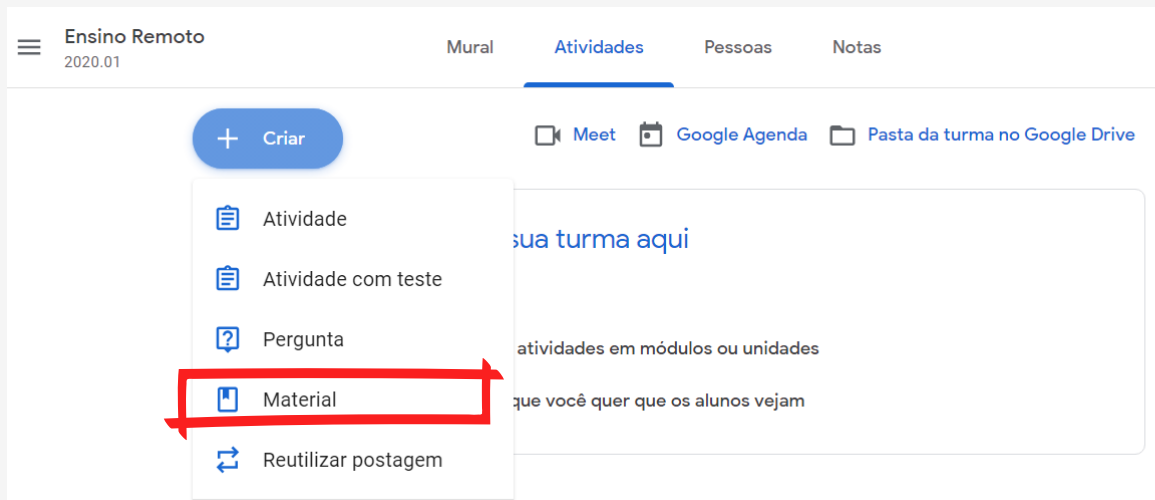 Ensino Remoto
2020.01
Mural
Atividades
Pessoas
Notas
Criar
Meet
Google Agenda
Pasta da turma no Google Drive
Atividade
Atividade com teste
Pergunta
Material
Reutilizar postagem
sua turma aqui
atividades em módulos ou unidades
que você quer que os alunos vejam